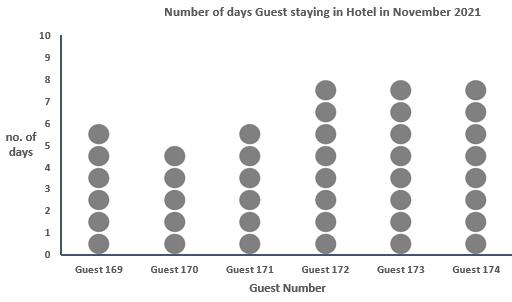 Number of days Guest staying in Hotel in November 2021
10
9
8
7
6
5
4
3
2
1
0
no. of
days
Guest 169 Guest 170 Guest 171 Guest 172 Guest 173 Guest 174
Guest Number